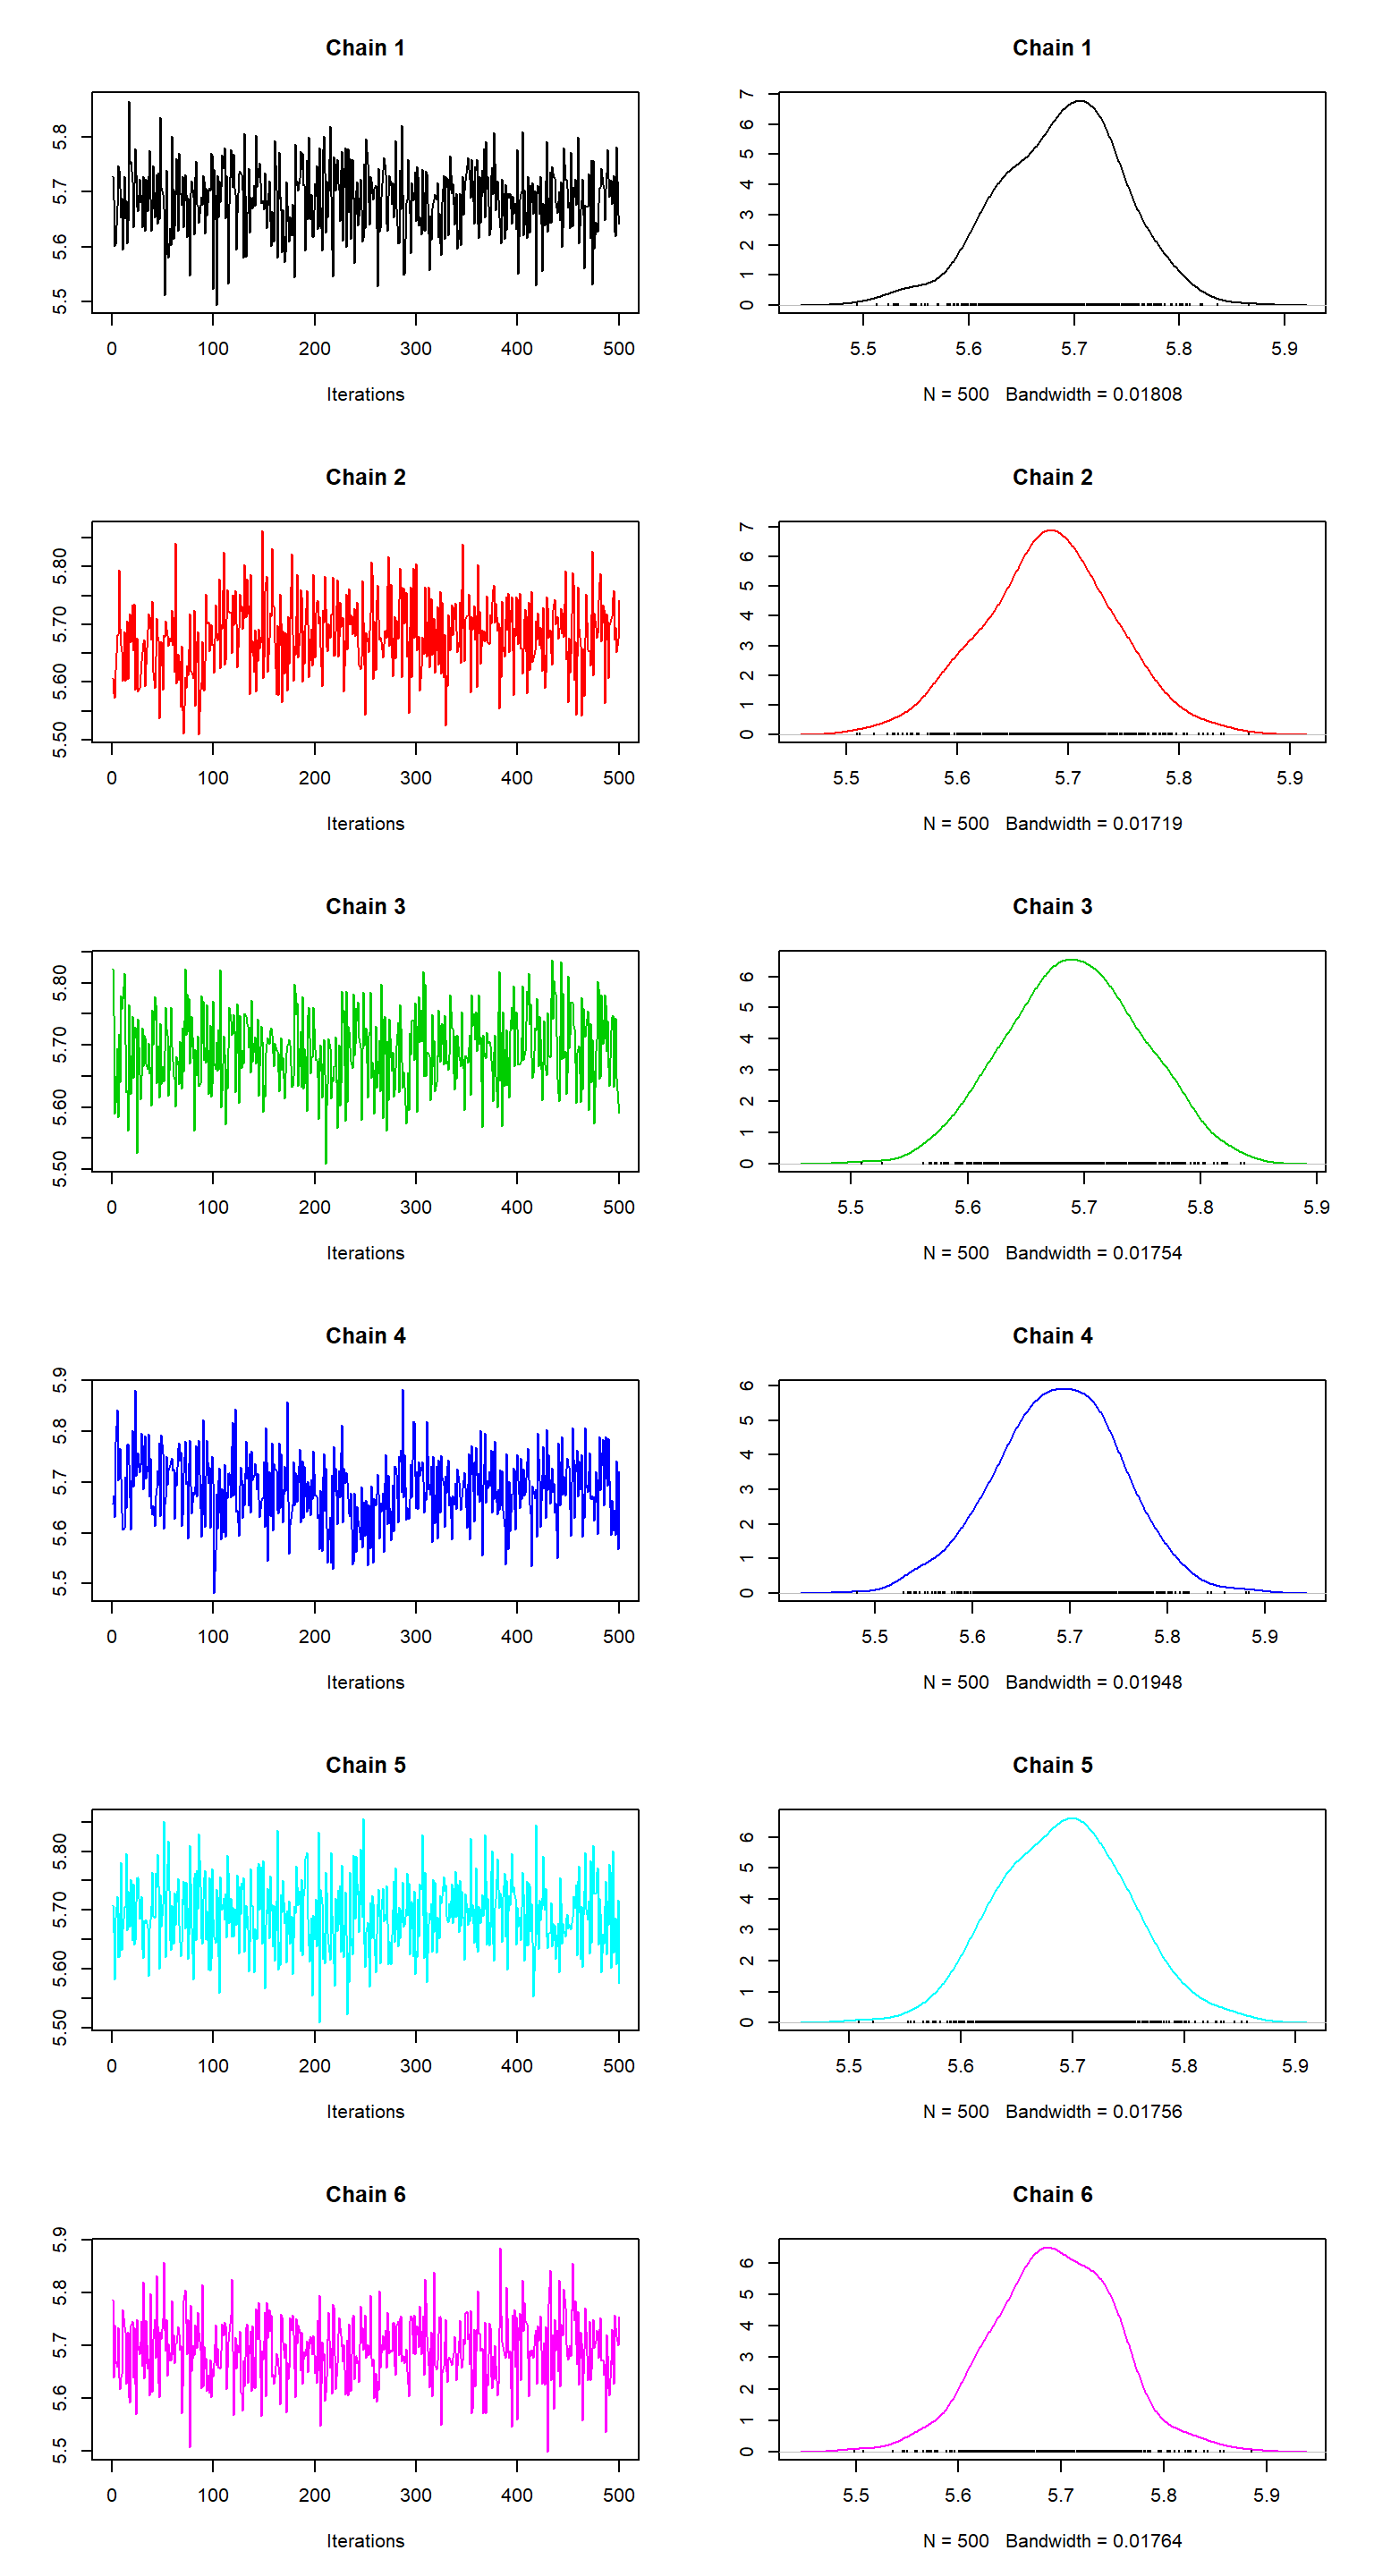 Chain 1
5.5 5.6 5.7 5.8
0 100 200 300 400 500
Iterations
Chain 1
0 1 2 3 4 5 6 7
5.5 5.6 5.7 5.8 5.9
N = 500 Bandwidth = 0.01808
Chain 2
5.50 5.60 5.70 5.80
0 100 200 300 400 500
Iterations
Chain 2
0 1 2 3 4 5 6 7
5.5 5.6 5.7 5.8 5.9
N = 500 Bandwidth = 0.01719
Chain 3
5.50 5.60 5.70 5.80
0 100 200 300 400 500
Iterations
Chain 3
0 1 2 3 4 5 6
5.5 5.6 5.7 5.8 5.9
N = 500 Bandwidth = 0.01754
Chain 4
5.5 5.6 5.7 5.8 5.9
0 100 200 300 400 500
Iterations
Chain 4
0 1 2 3 4 5 6
5.5 5.6 5.7 5.8 5.9
N = 500 Bandwidth = 0.01948
Chain 5
5.50 5.60 5.70 5.80
0 100 200 300 400 500
Iterations
Chain 5
0 1 2 3 4 5 6
5.5 5.6 5.7 5.8 5.9
N = 500 Bandwidth = 0.01756
Chain 6
5.5 5.6 5.7 5.8 5.9
0 100 200 300 400 500
Iterations
Chain 6
0 1 2 3 4 5 6
5.5 5.6 5.7 5.8 5.9
N = 500 Bandwidth = 0.01764